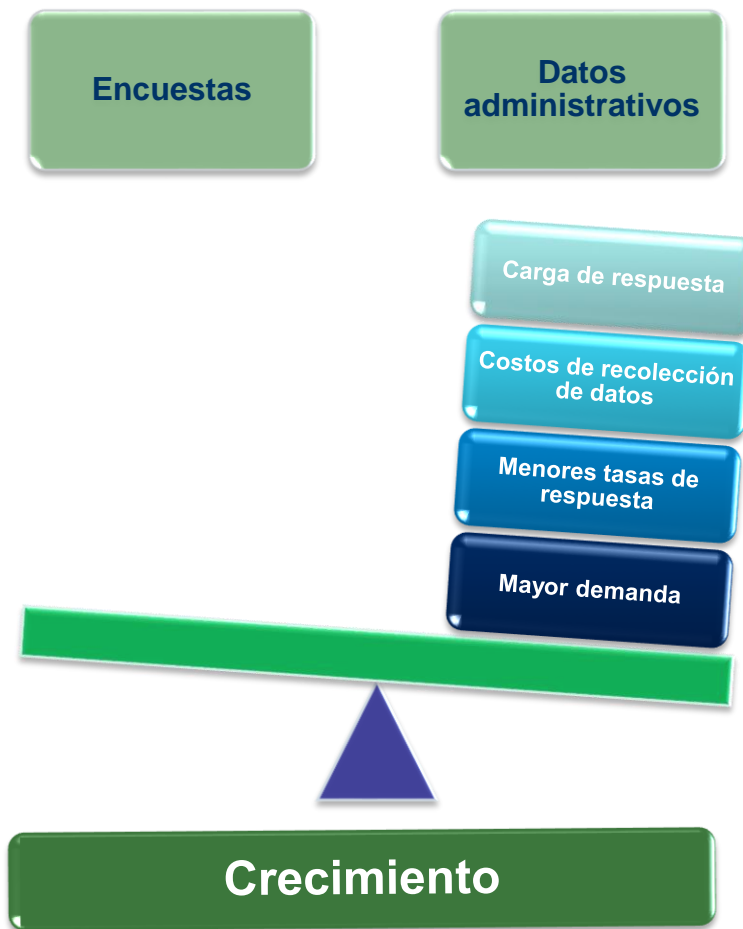 Encuestas
Datos
administrativos
Carga de respuesta
Costos de recolección
de datos
Menores tasas de
respuesta
Mayor demanda
Crecimiento